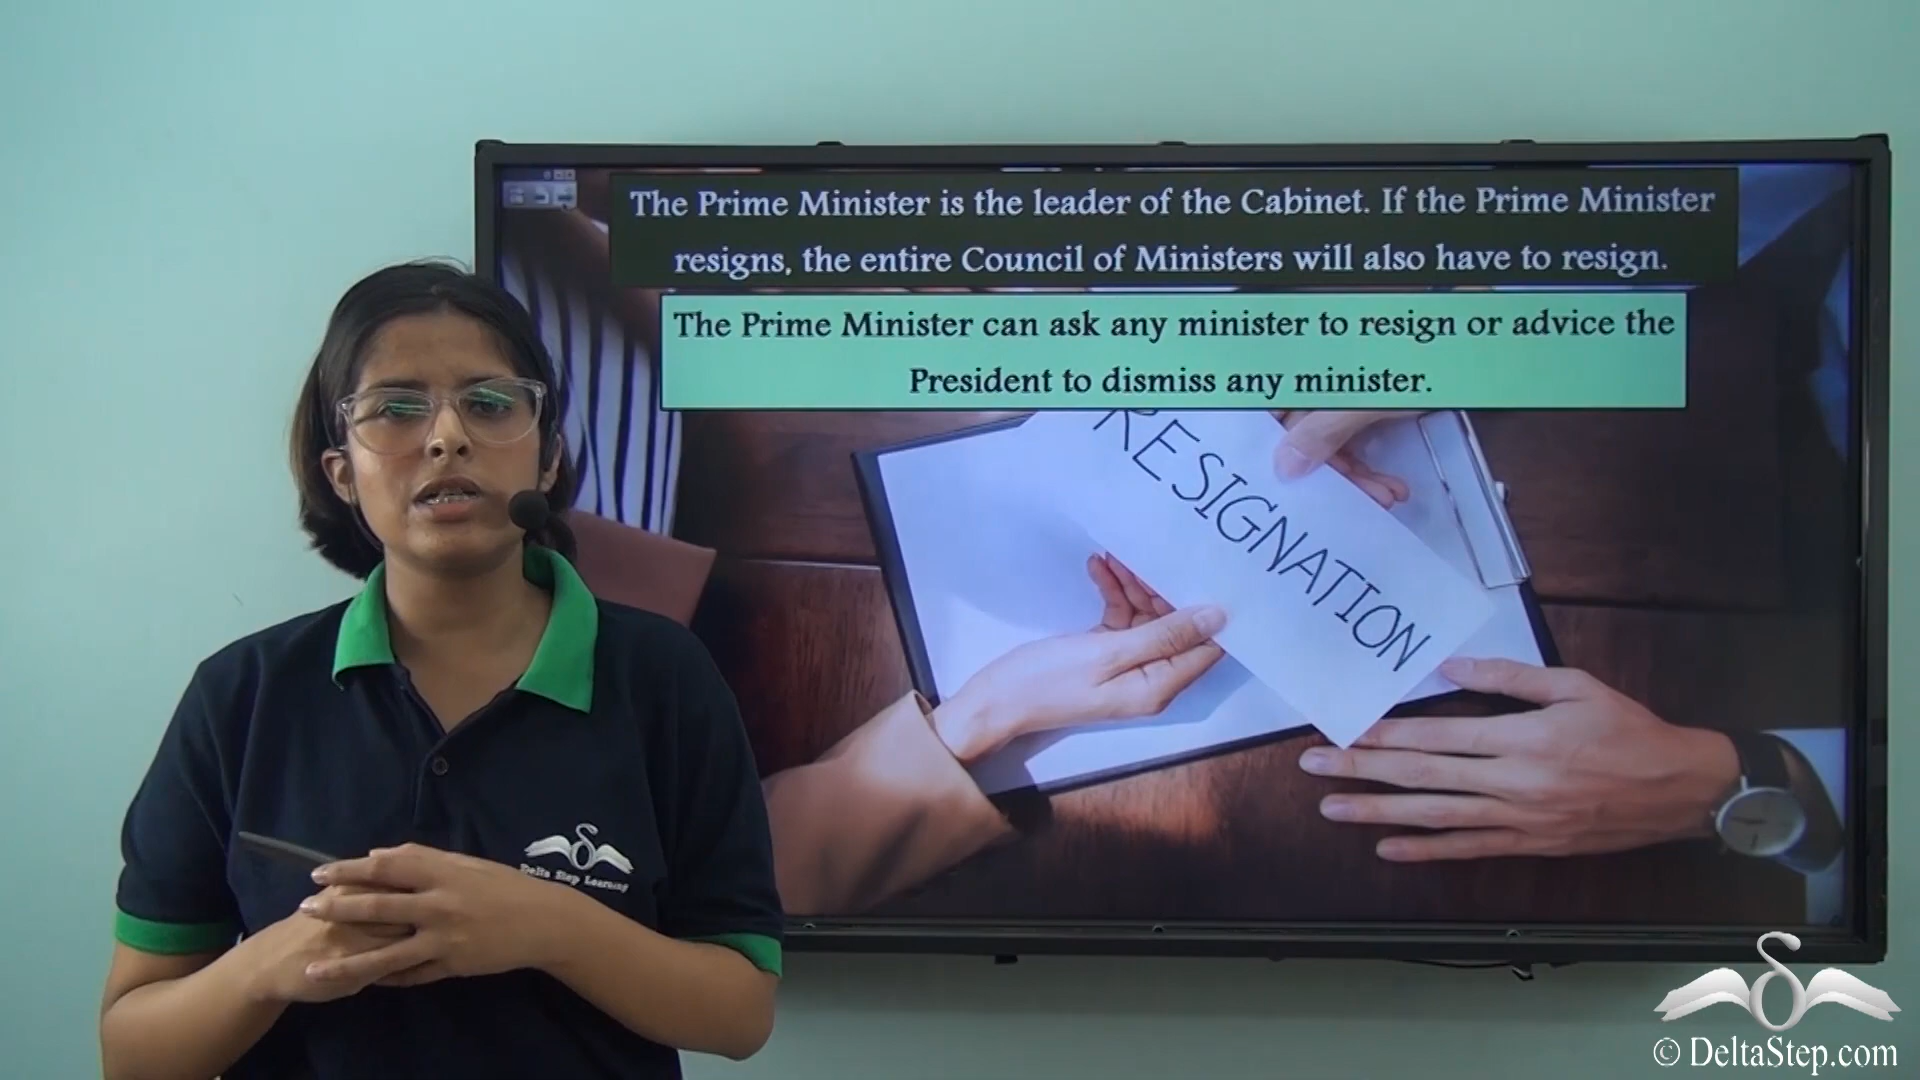 The Prime Minister is the leader of the Cabinet. If the Prime Minister
resigns, the entire Council of Ministers will also have to resign.
The Prime Minister can ask any minister to resign or advice the
President to dismiss any minister.
RESIGNATION
Delta Step Learning
© DeltaStep.com